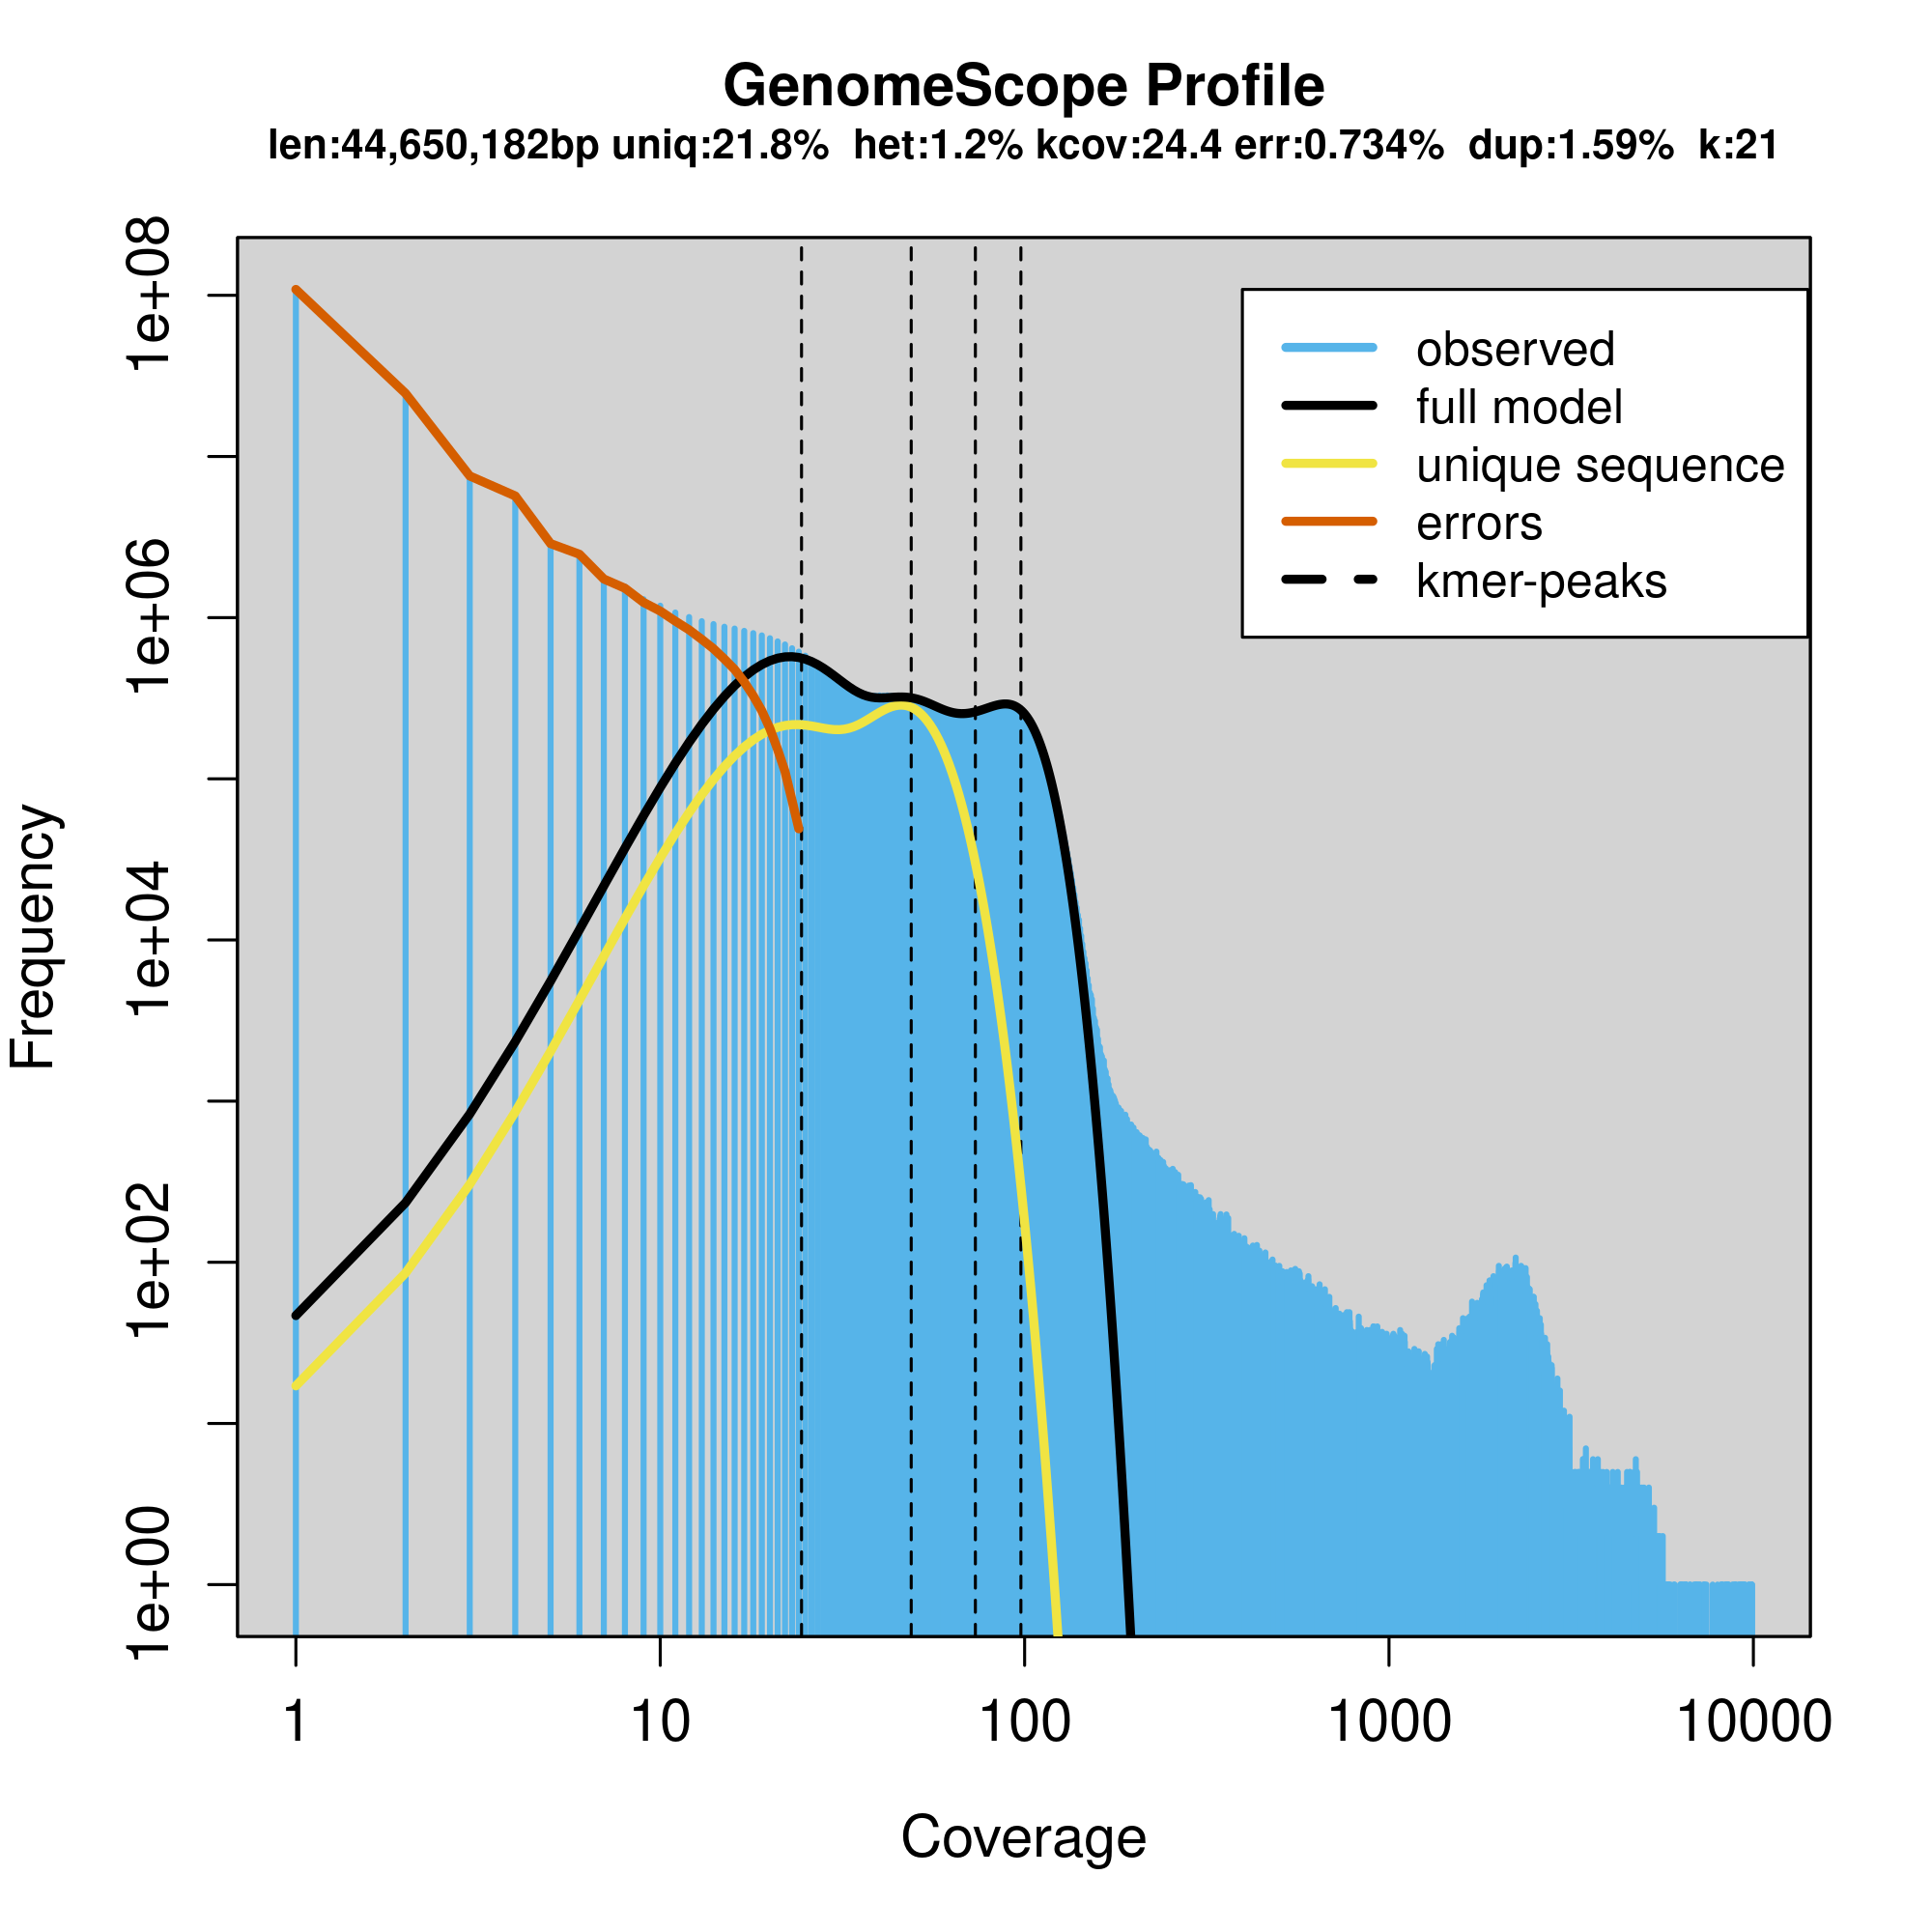 GenomeScope Profile
len:44,650,182bp uniq:21.8% het:1.2% kcov:24.4 err:0.734% dup:1.59% k:21
1e+08
1e+06
1e+04
1e+02
1e+00
Frequency
observed
full model
unique sequence
errors
kmer-peaks
1 10 100 1000 10000
Coverage